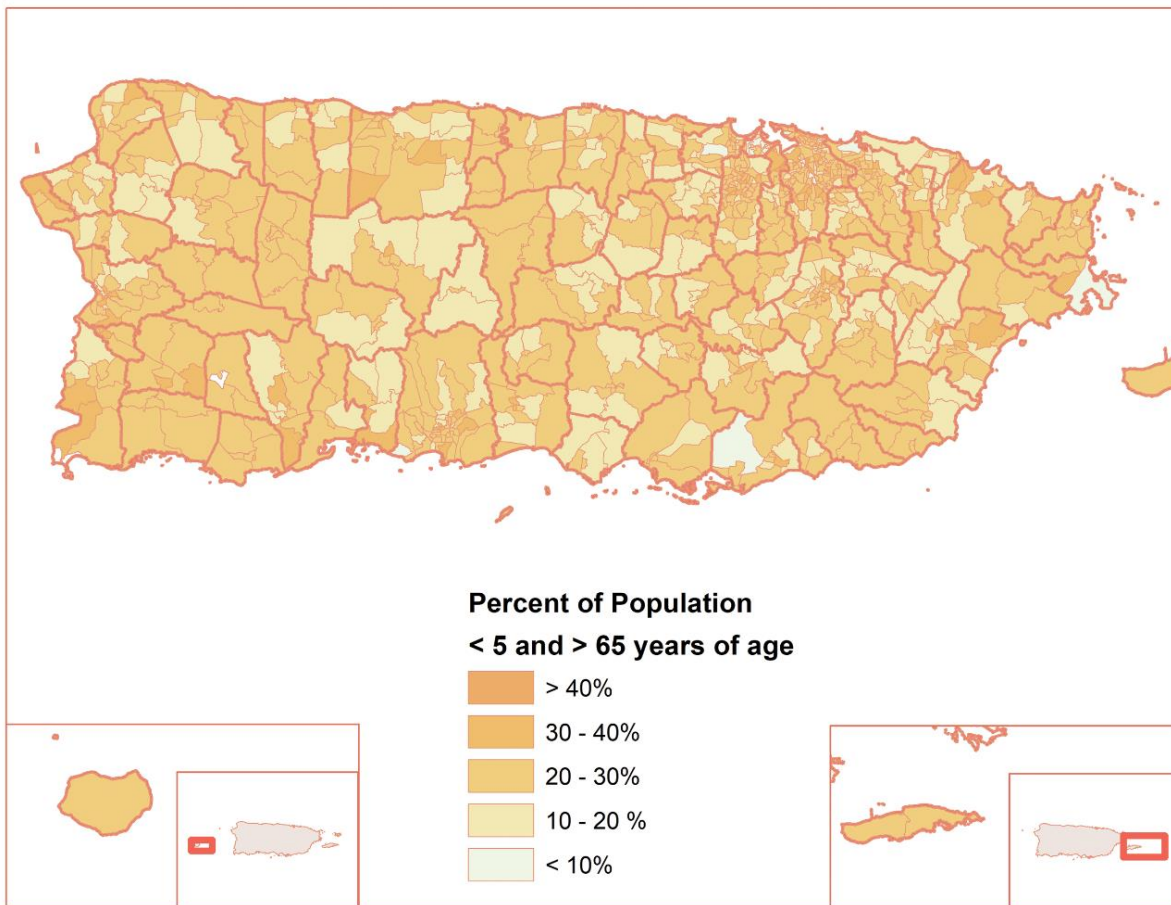 Percent of Population
< 5 and > 65 years of age
> 40%
30 - 40%
20 - 30%
10 - 20 %
< 10%